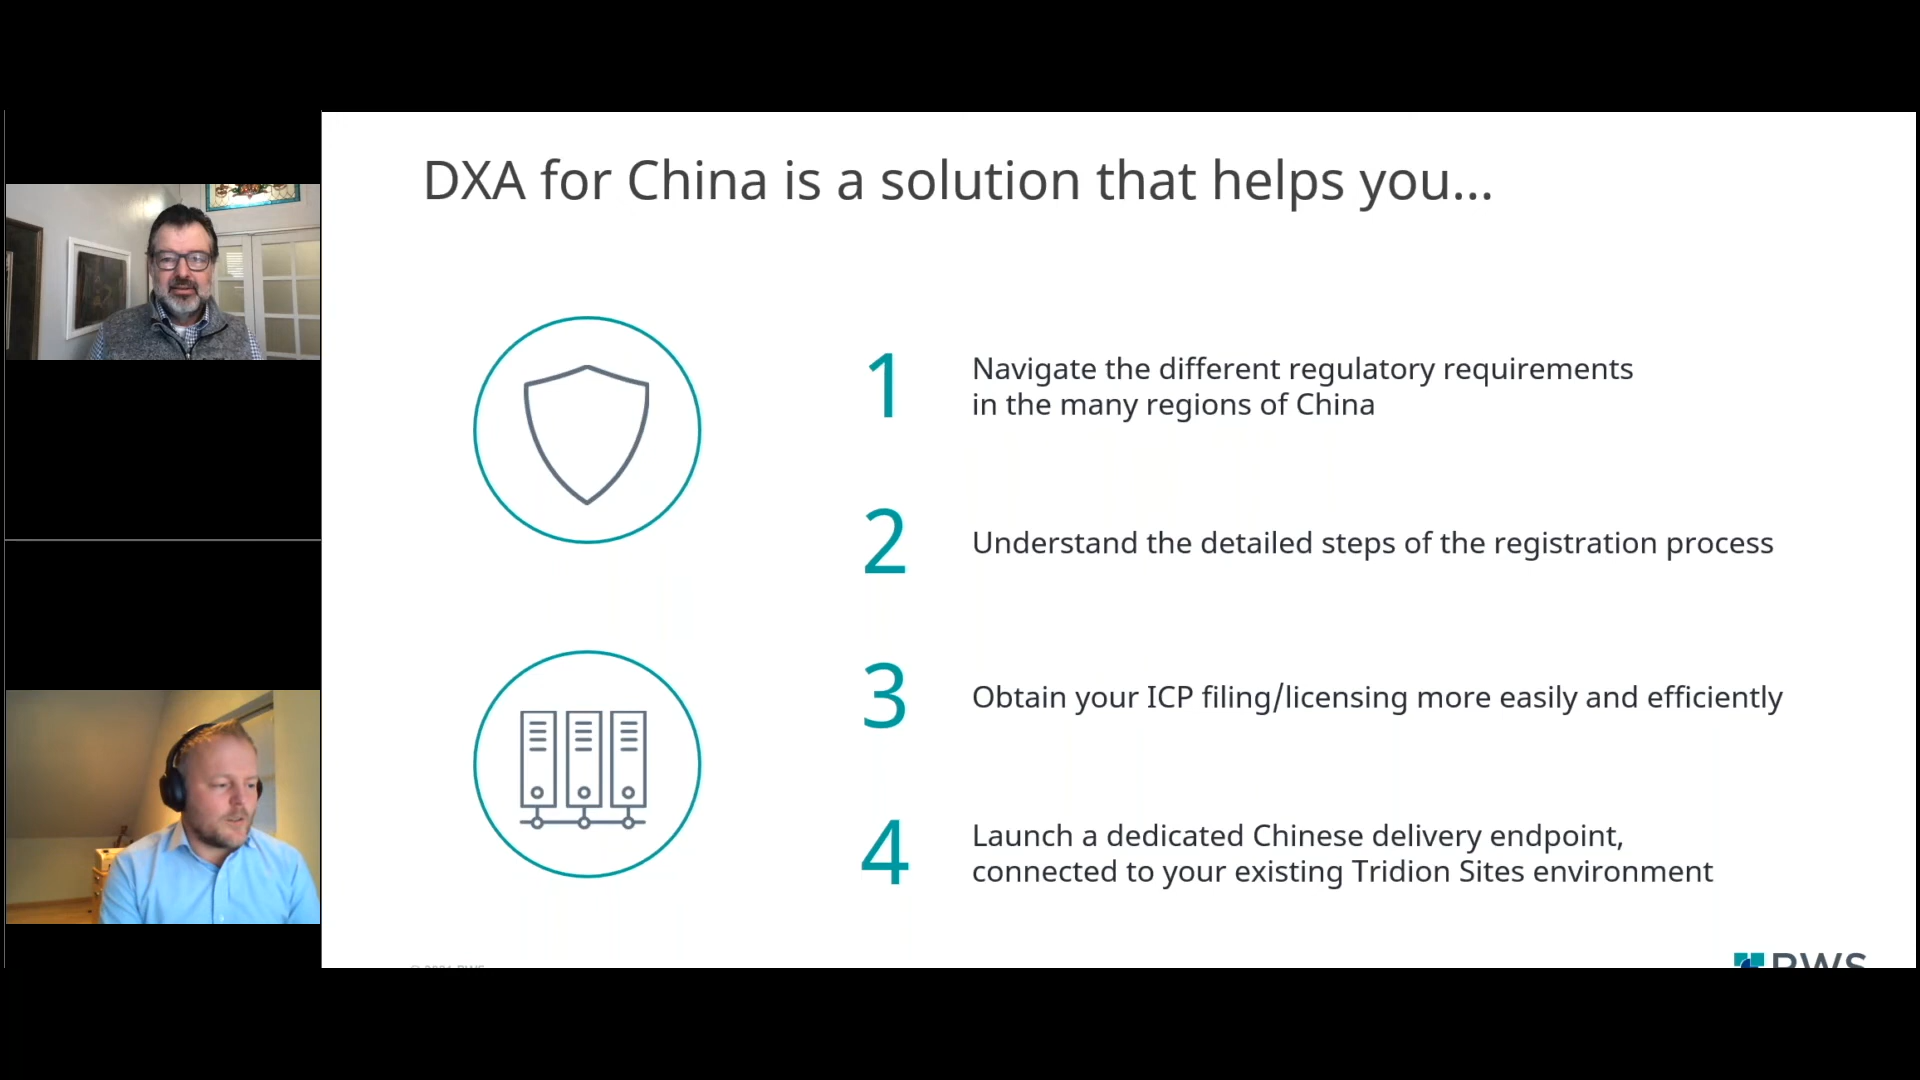 DXA for China is a solution that helps you...
1
Navigate the different regulatory requirements
in the many regions of China
2
Understand the detailed steps of the registration process
3
Obtain your ICP filing/licensing more easily and efficiently
4
Launch a dedicated Chinese delivery endpoint,
connected to your existing Tridion Sites environment
RWS